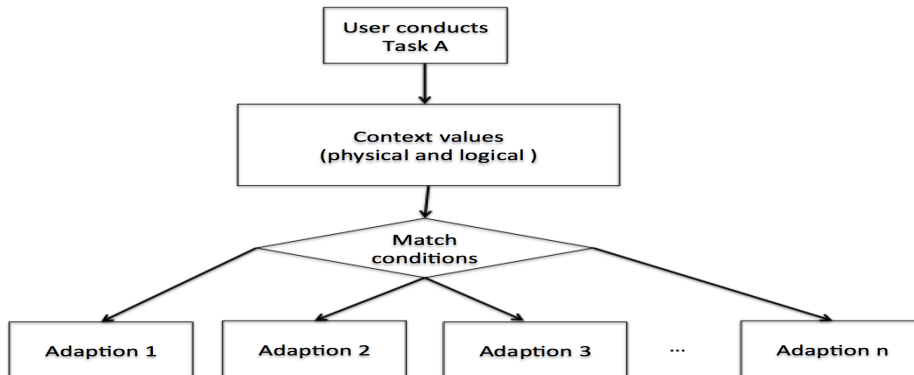 User conducts
Task A
Context values
(physical and logical )
Match
conditions
Adaption 1
Adaption 2
Adaption 3
...
Adaption n